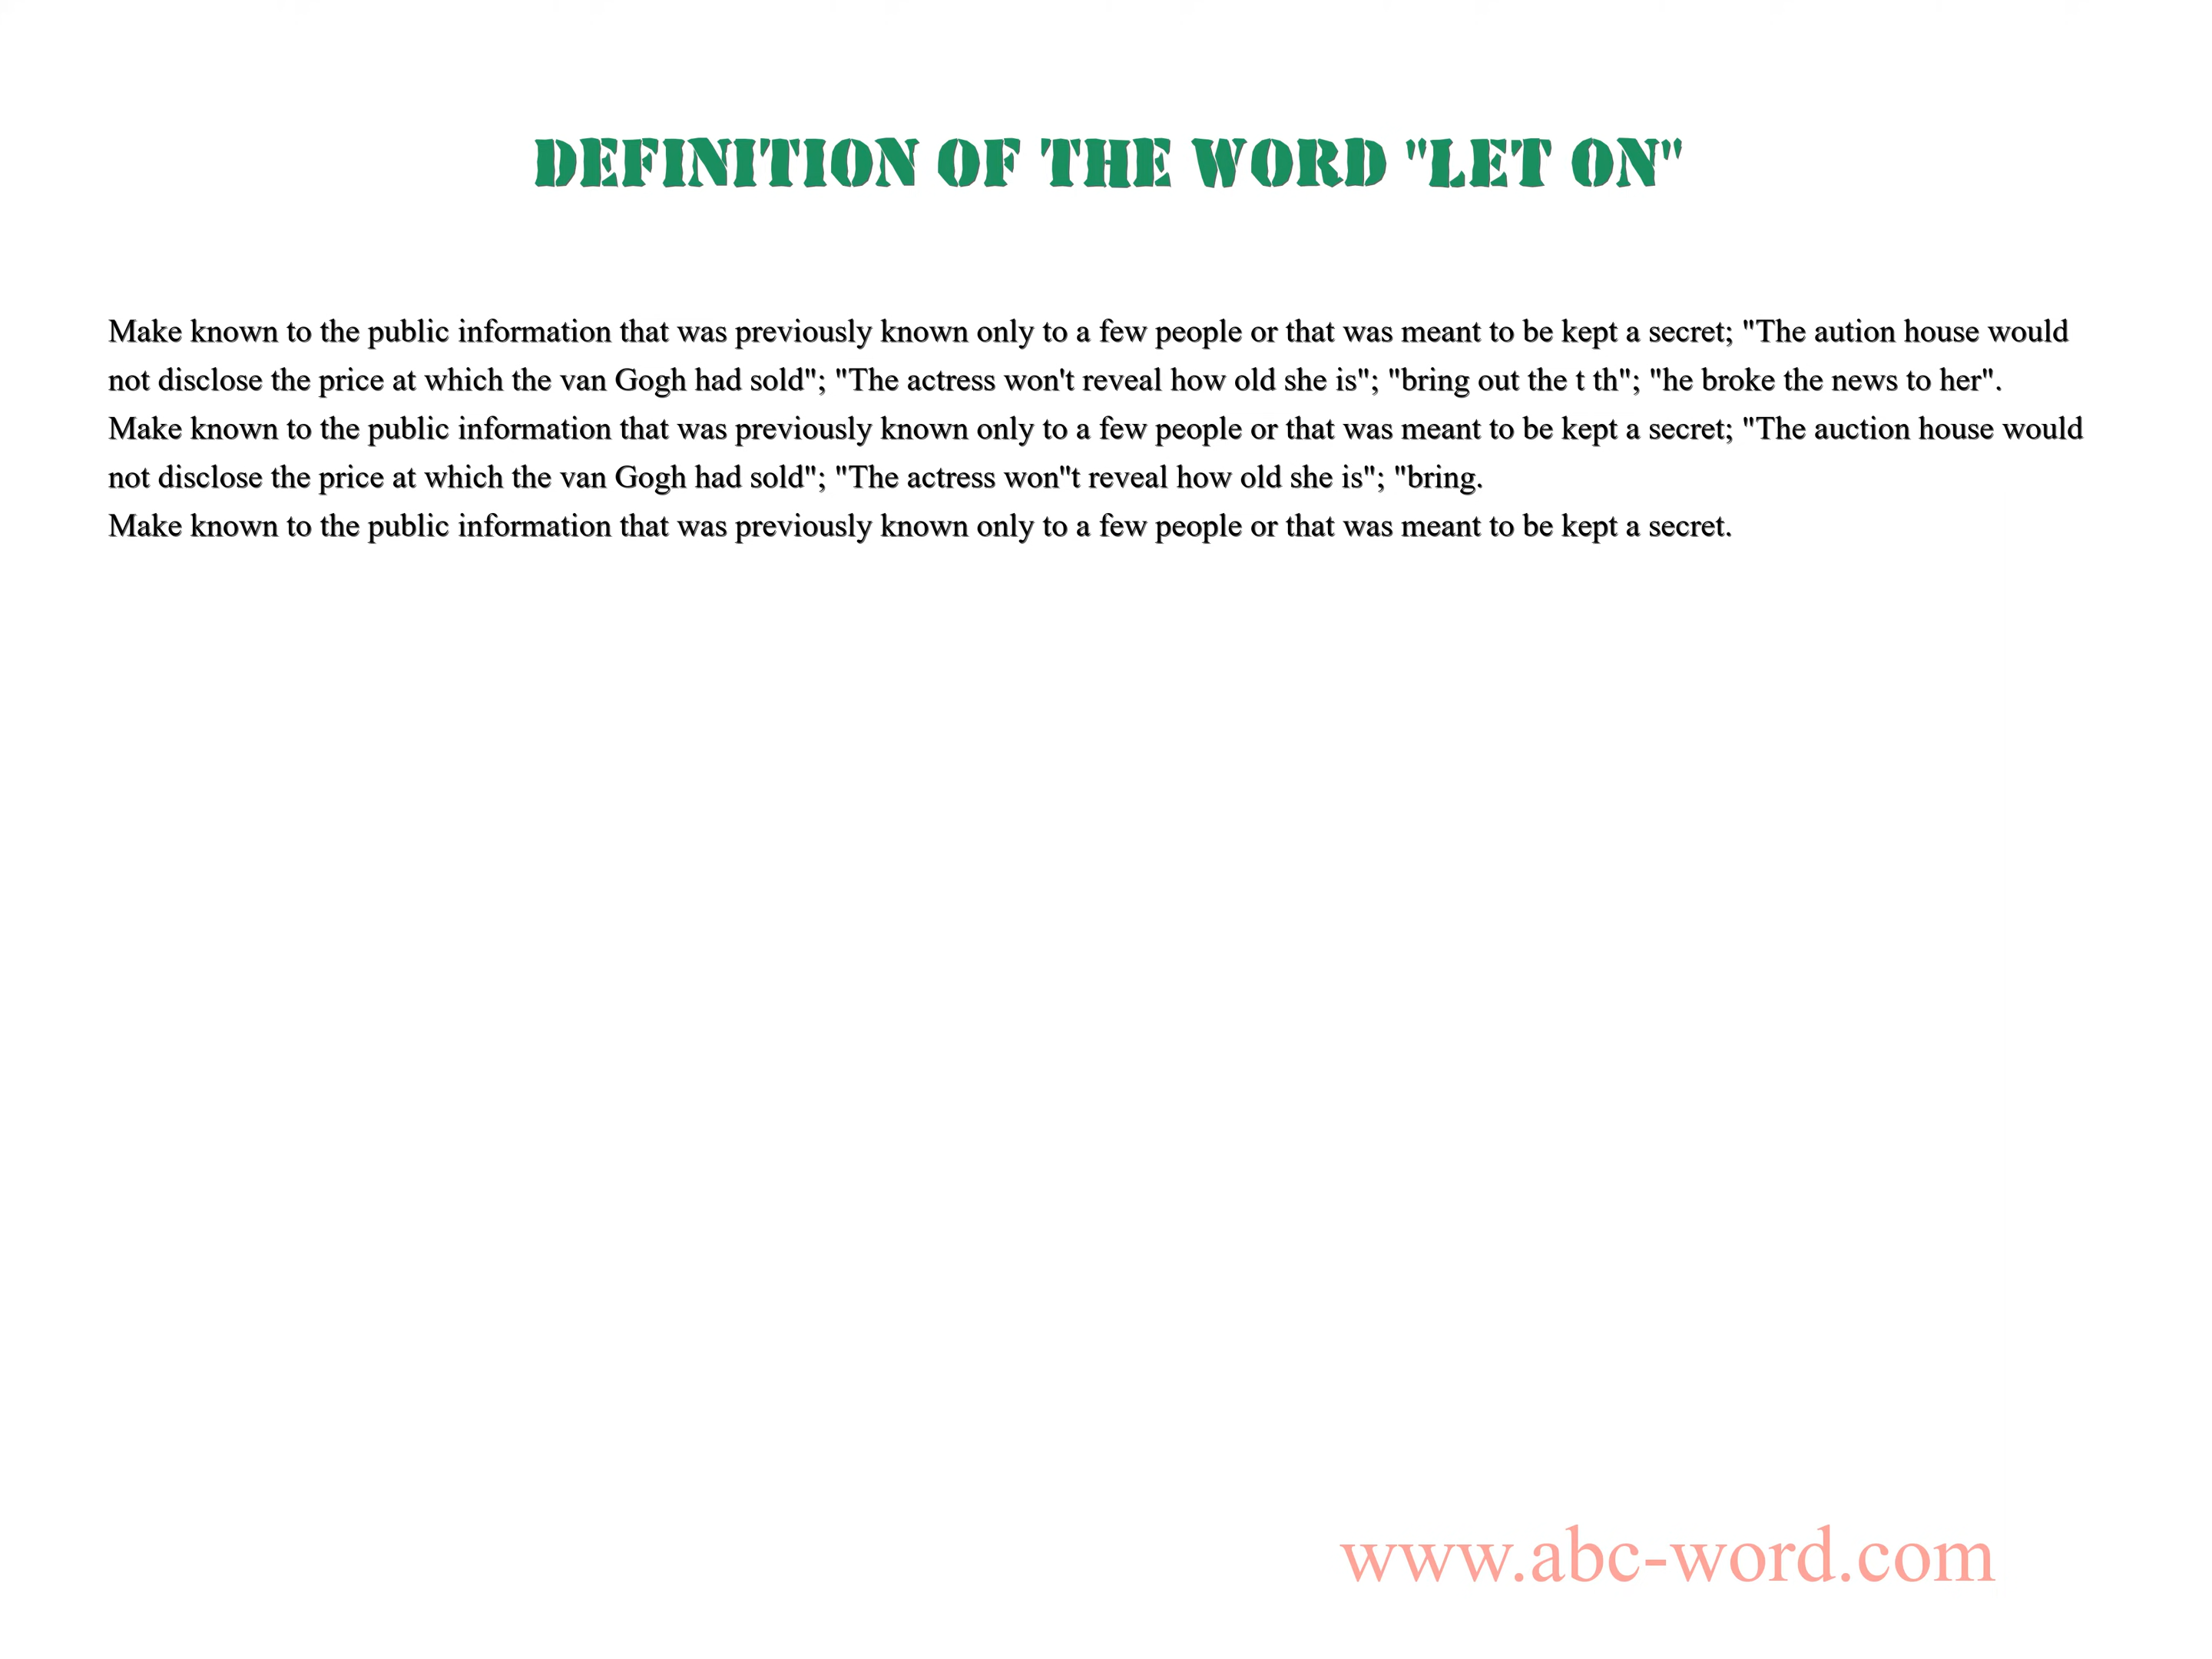 DEFINITION OF THE WORD "LET ON"
Make known to the public information that was previously known only to a few people or that was meant to be kept a secret; "The aution house would
not disclose the price at which the van Gogh had sold"; "The actress won't reveal how old she is"; "bring out the t th"; "he broke the news to her".
Make known to the public information that was previously known only to a few people or that was meant to be kept a secret; "The auction house would
not disclose the price at which the van Gogh had sold"; "The actress won"t reveal how old she is"; "bring.
Make known to the public information that was previously known only to a few people or that was meant to be kept a secret.
www.abc-word.com